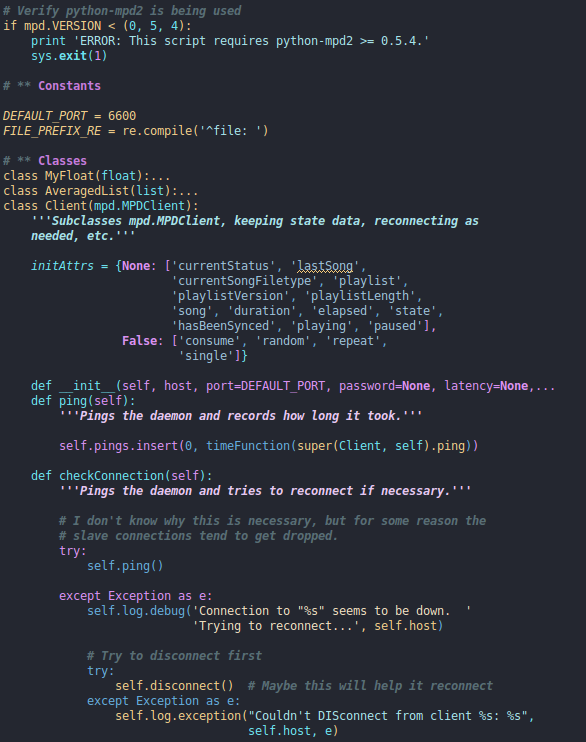 # Verify python-mpd2 is being used
if mpd.VERSION < (0, 5, 4):
    print 'ERROR: This script requires python-mpd2 >= 0.5.4.'
    sys.exit(1)

# ** Constants

DEFAULT_PORT = 6600
FILE_PREFIX_RE = re.compile('^file: ')

# ** Classes
class MyFloat(float):...
class AveragedList(list):...
class Client(mpd.MPDClient):
    '''Subclasses mpd.MPDClient, keeping state data, reconnecting as
    needed, etc.'''

    initAttrs = {None: ['currentStatus', 'lastSong',
                        'currentSongFiletype', 'playlist',
                        'playlistVersion', 'playlistLength',
                        'song', 'duration', 'elapsed', 'state',
                        'hasBeenSynced', 'playing', 'paused'],
                 False: ['consume', 'random', 'repeat',
                         'single']}

    def __init__(self, host, port=DEFAULT_PORT, password=None, latency=None,...
    def ping(self):
        '''Pings the daemon and records how long it took.'''

        self.pings.insert(0, timeFunction(super(Client, self).ping))

    def checkConnection(self):
        '''Pings the daemon and tries to reconnect if necessary.'''

        # I don't know why this is necessary, but for some reason the
        # slave connections tend to get dropped.
        try:
            self.ping()

        except Exception as e:
            self.log.debug('Connection to "%s" seems to be down.  '
                           'Trying to reconnect...', self.host)

            # Try to disconnect first
            try:
                self.disconnect()  # Maybe this will help it reconnect
            except Exception as e:
                self.log.exception("Couldn't DISconnect from client %s: %s",
                                   self.host, e)